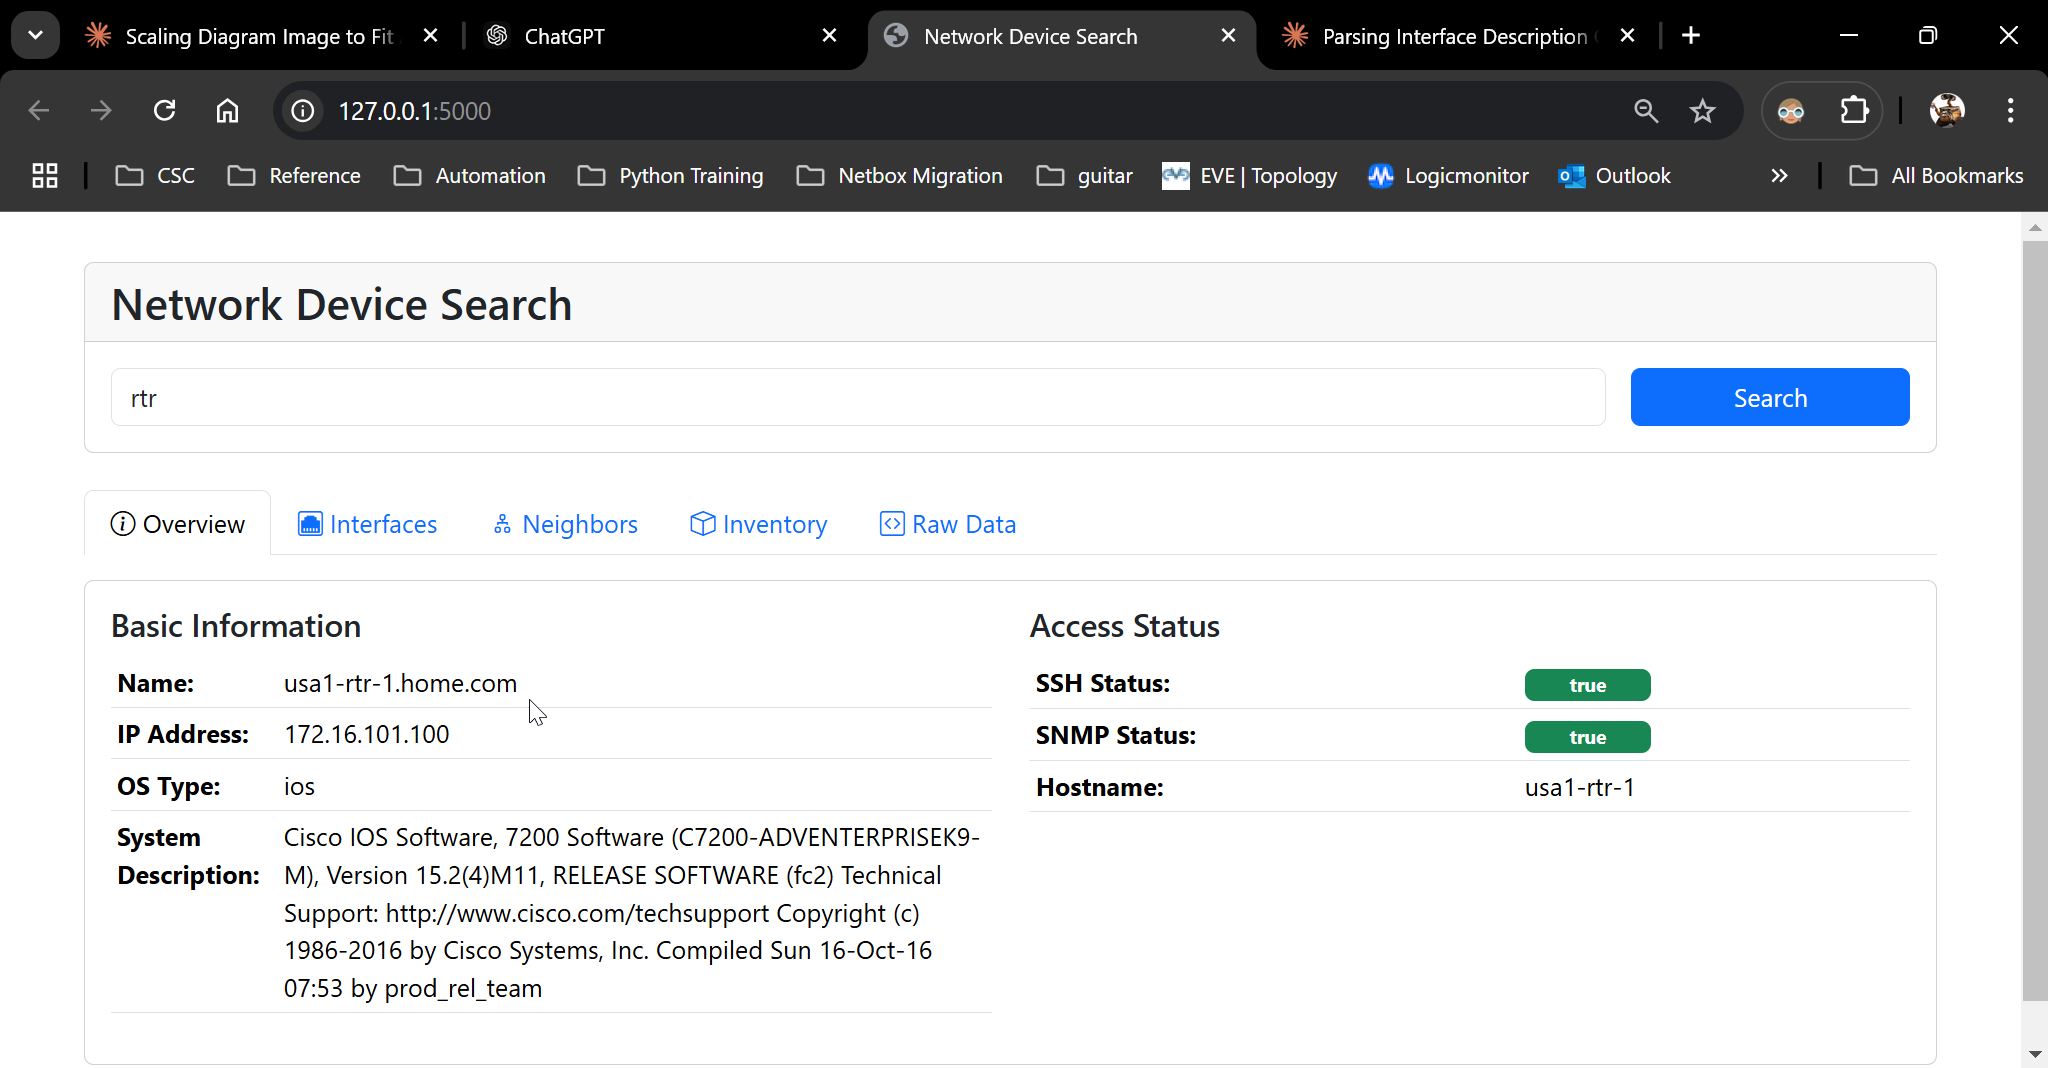 Scaling Diagram Image to Fit
ChatGPT
Network Device Search
Parsing Interface Description
127.0.0.1:5000
CSC
Reference
Automation
Python Training
Netbox Migration
guitar
EVE | Topology
Logicmonitor
Outlook
All Bookmarks
Network Device Search
rtr
Search
Overview
Interfaces
Neighbors
Inventory
Raw Data
Basic Information
Name: usa1-rtr-1.home.com
IP Address: 172.16.101.100
OS Type: ios
System Description: Cisco IOS Software, 7200 Software (C7200-ADVENTERPRISEK9-
M), Version 15.2(4)M11, RELEASE SOFTWARE (fc2) Technical
Support: http://www.cisco.com/techsupport Copyright (c)
1986-2016 by Cisco Systems, Inc. Compiled Sun 16-Oct-16
07:53 by prod_rel_team
Access Status
SSH Status: true
SNMP Status: true
Hostname: usa1-rtr-1